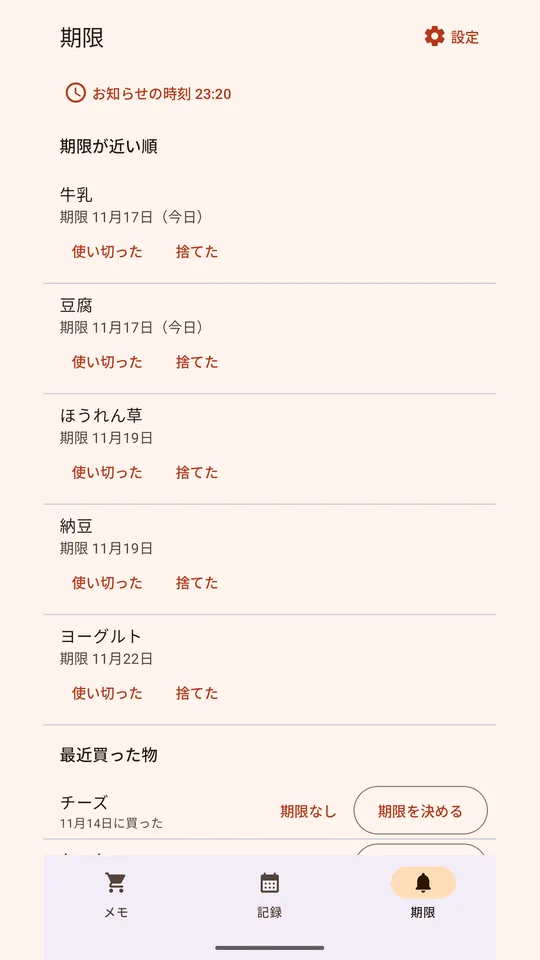 期限
設定
お知らせの時刻 23:20
期限が近い順
牛乳
期限 11月17日（今日）
使い切った 捨てた
豆腐
期限 11月17日（今日）
使い切った 捨てた
ほうれん草
期限 11月19日
使い切った 捨てた
納豆
期限 11月19日
使い切った 捨てた
ヨーグルト
期限 11月22日
使い切った 捨てた
最近買った物
チーズ
11月14日に買った
期限なし 期限を決める
メモ 記録 期限